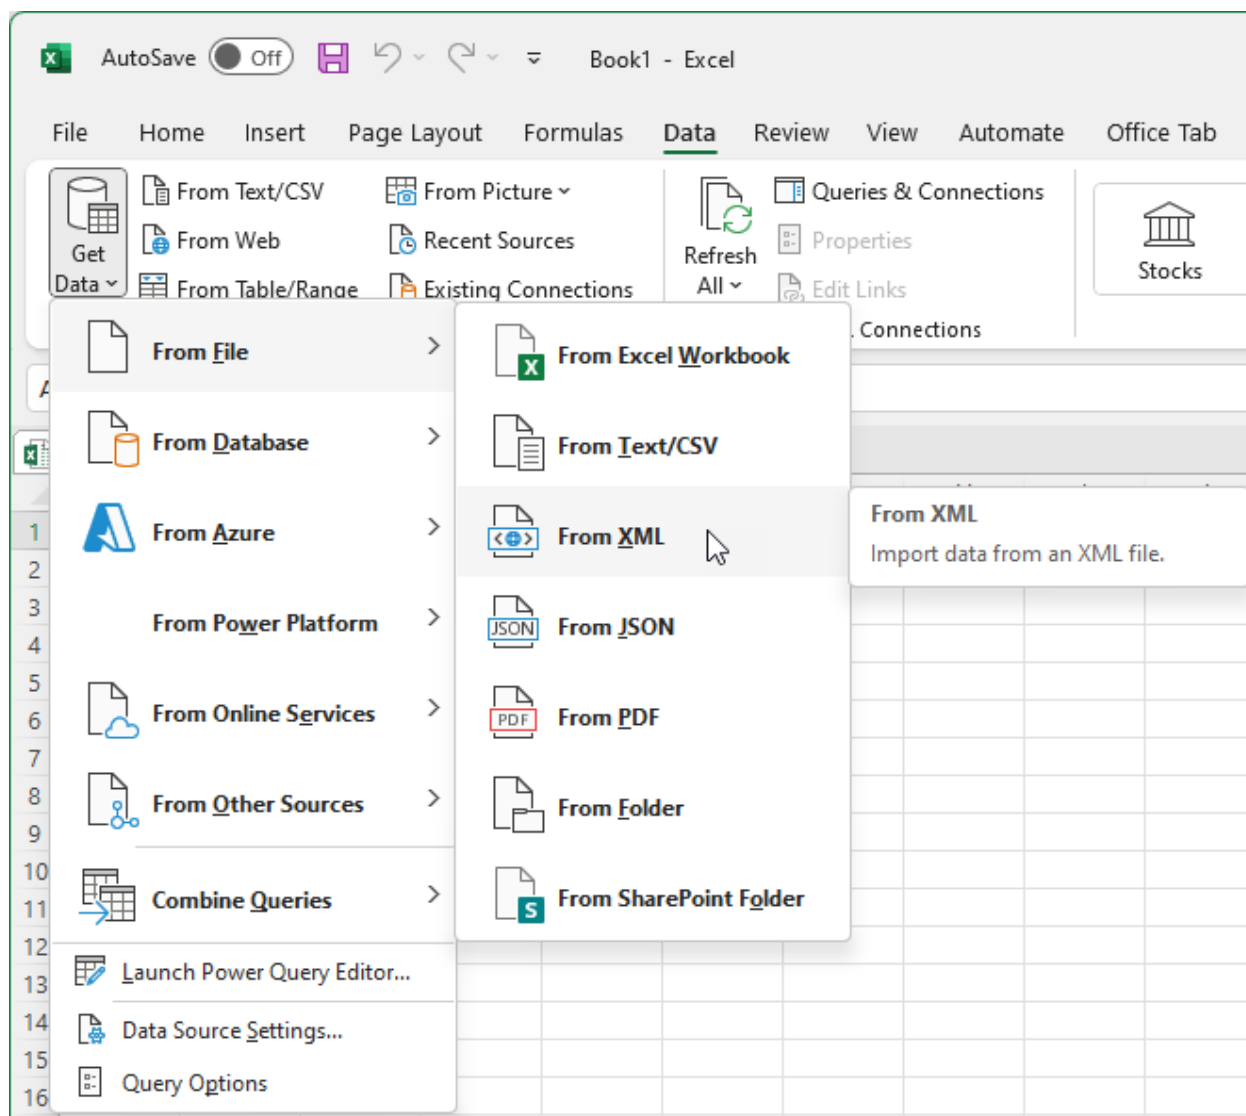 AutoSave Off Book1 - Excel
File Home Insert Page Layout Formulas Data Review View Automate Office Tab
Get Data
From Text/CSV
From Web
From Table/Range
From Picture
Recent Sources
Existing Connections
Refresh All
Queries & Connections
Properties
Edit Links
Connections
Stocks
From File
From Database
From Azure
From Power Platform
From Online Services
From Other Sources
Combine Queries
Launch Power Query Editor...
Data Source Settings...
Query Options
From Excel Workbook
From Text/CSV
From XML
From JSON
JSON
From PDF
PDF
From Folder
From SharePoint Folder
From XML
Import data from an XML file.
1
2
3
4
5
6
7
8
9
10
11
12
13
14
15
16